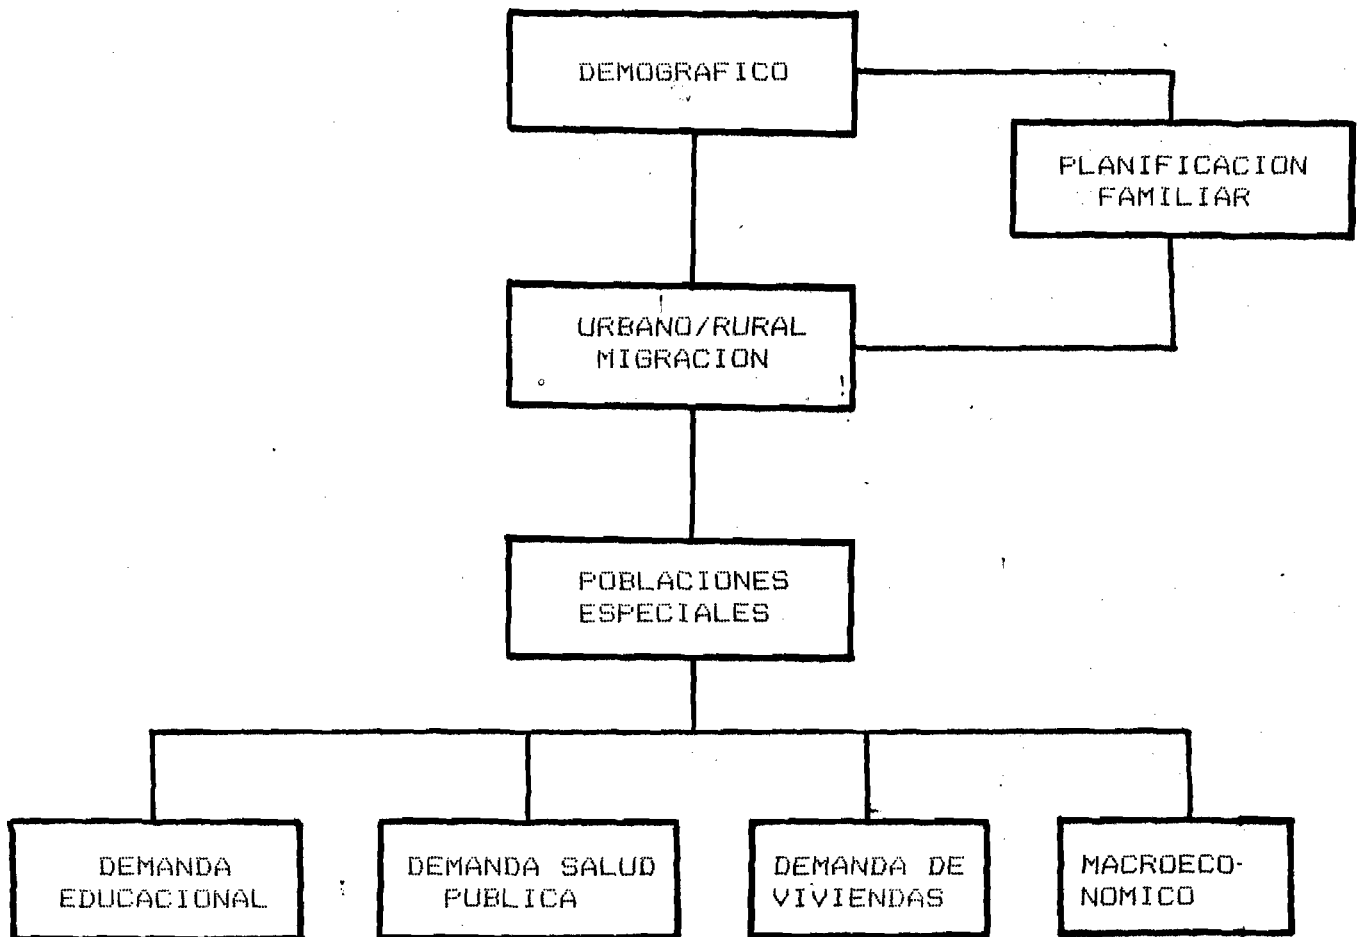 DEMOGRAFICO
PLANIFICACION
FAMILIAR
URBANO/RURAL
MIGRACION
POBLACIONES
ESPECIALES
DEMANDA
EDUCACIONAL
DEMANDA SALUD
PUBLICA
DEMANDA DE
VIVIENDAS
MACROECO-
NOMICO